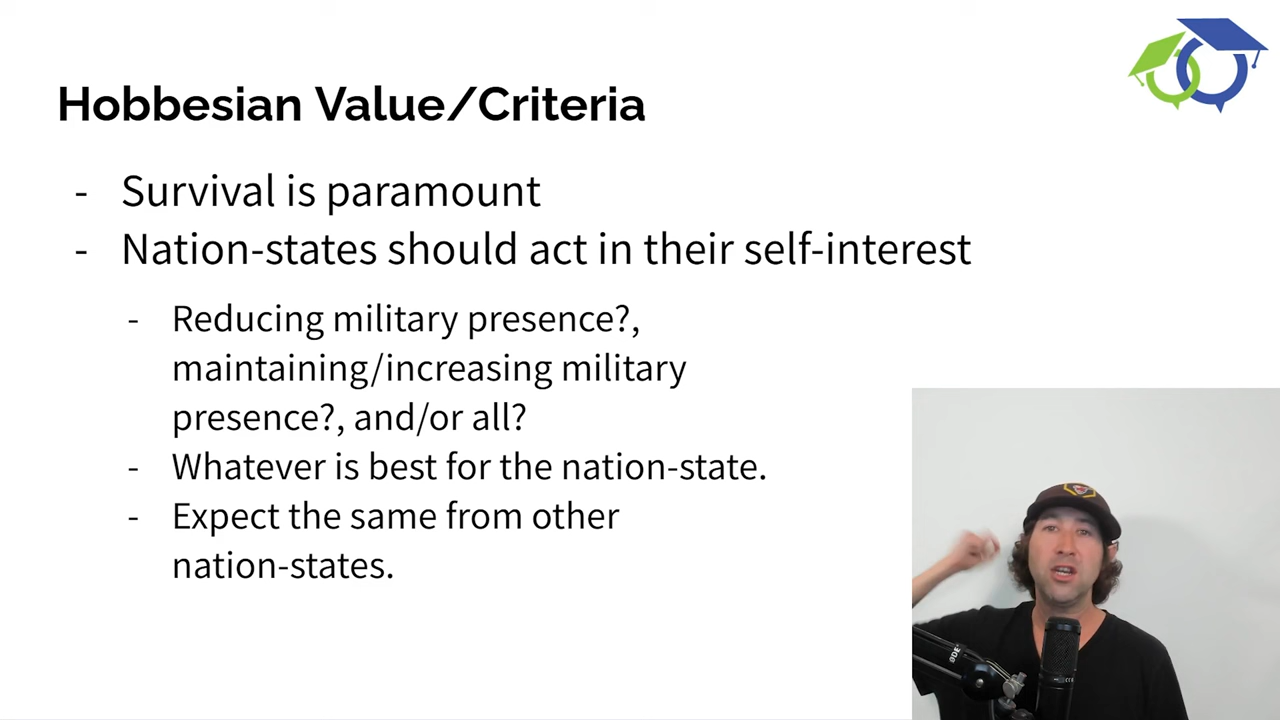 Hobbesian Value/Criteria
- Survival is paramount
- Nation-states should act in their self-interest
- Reducing military presence?,
maintaining/increasing military
presence?, and/or all?
- Whatever is best for the nation-state.
- Expect the same from other
nation-states.